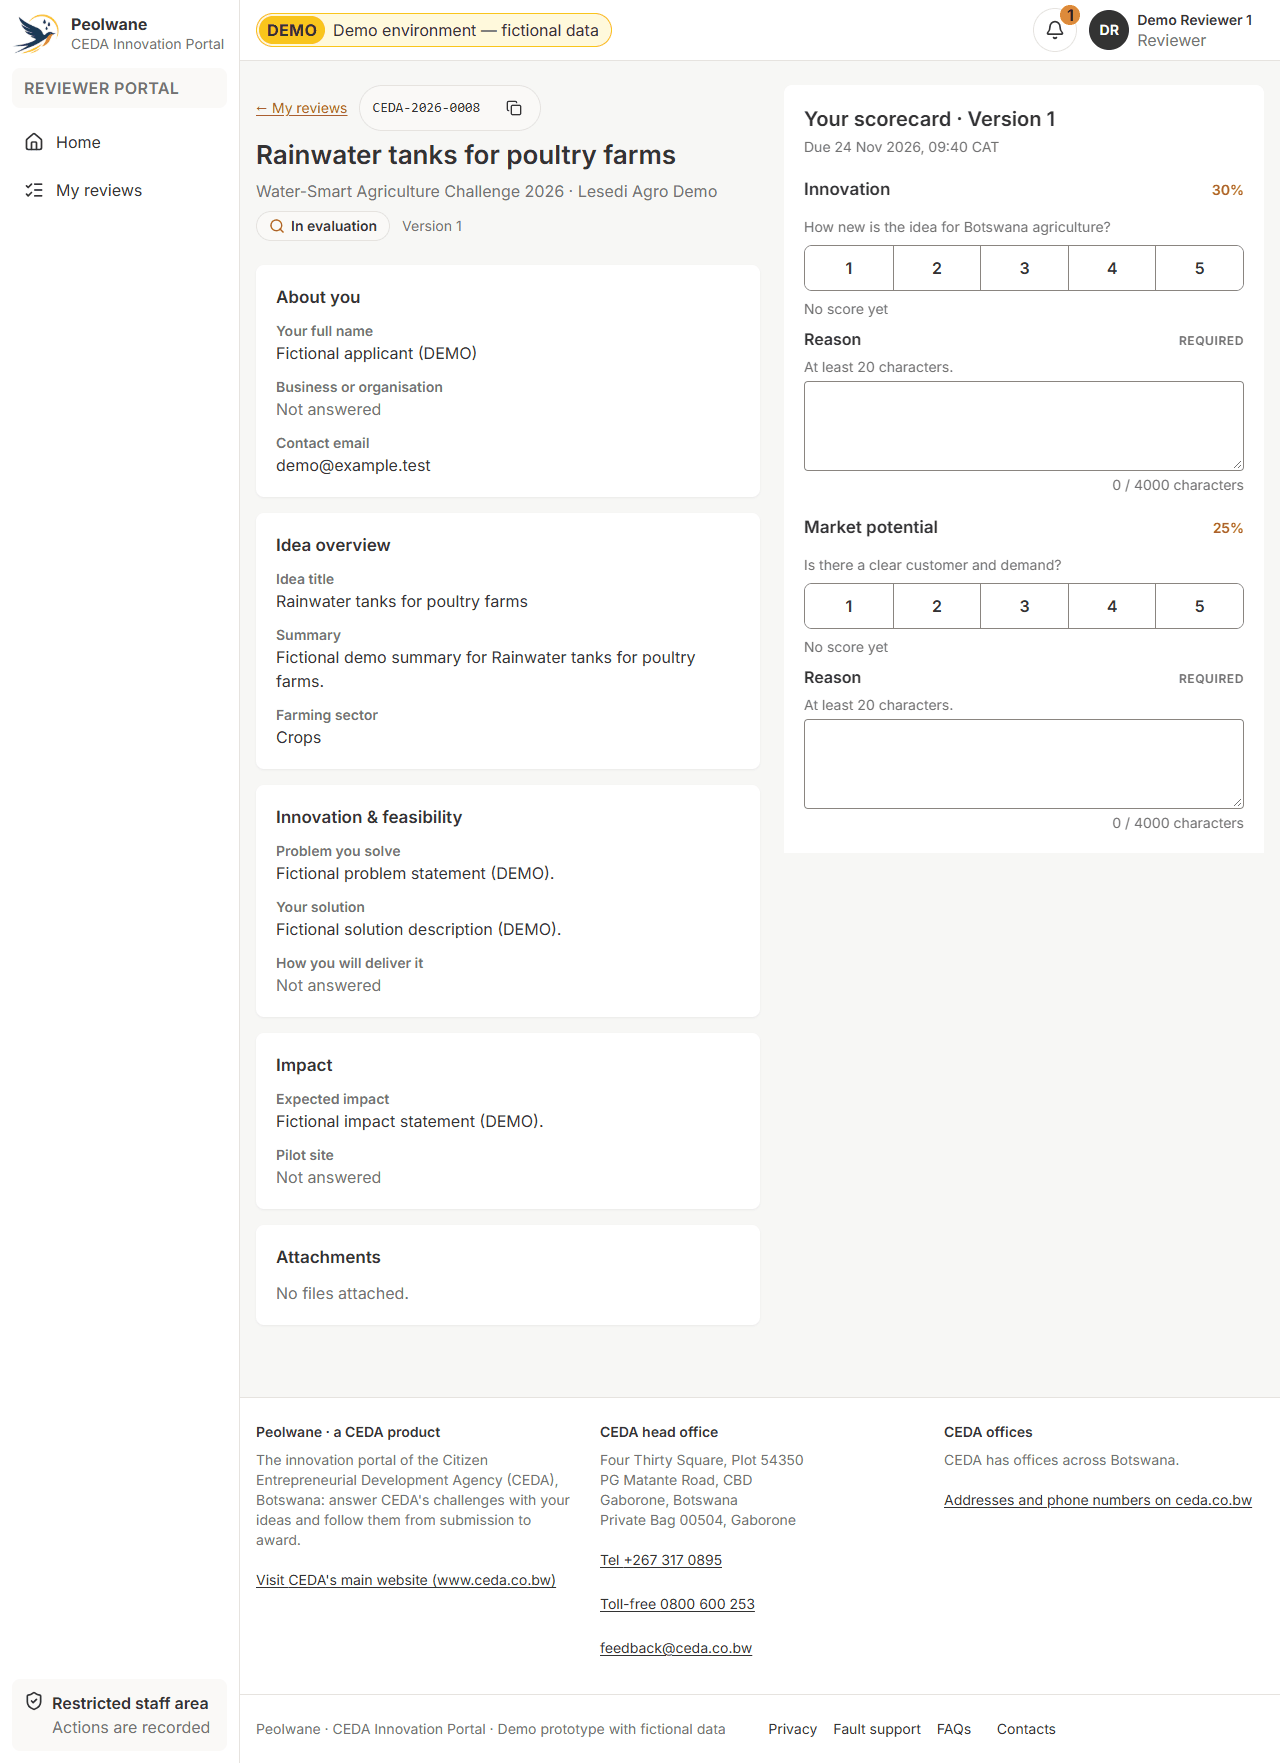 Peolwane
CEDA Innovation Portal
REVIEWER PORTAL
Home
My reviews
DEMO Demo environment — fictional data
1
DR
Demo Reviewer 1
Reviewer
← My reviews
CEDA-2026-0008
Rainwater tanks for poultry farms
Water-Smart Agriculture Challenge 2026 · Lesedi Agro Demo
In evaluation
Version 1
About you
Your full name
Fictional applicant (DEMO)
Business or organisation
Not answered
Contact email
demo@example.test
Idea overview
Idea title
Rainwater tanks for poultry farms
Summary
Fictional demo summary for Rainwater tanks for poultry
farms.
Farming sector
Crops
Innovation & feasibility
Problem you solve
Fictional problem statement (DEMO).
Your solution
Fictional solution description (DEMO).
How you will deliver it
Not answered
Impact
Expected impact
Fictional impact statement (DEMO).
Pilot site
Not answered
Attachments
No files attached.
Your scorecard · Version 1
Due 24 Nov 2026, 09:40 CAT
Innovation 30%
How new is the idea for Botswana agriculture?
1 2 3 4 5
No score yet
Reason REQUIRED
At least 20 characters.
0 / 4000 characters
Market potential 25%
Is there a clear customer and demand?
1 2 3 4 5
No score yet
Reason REQUIRED
At least 20 characters.
0 / 4000 characters
Restricted staff area
Actions are recorded
Peolwane · a CEDA product
The innovation portal of the Citizen
Entrepreneurial Development Agency (CEDA),
Botswana: answer CEDA's challenges with your
ideas and follow them from submission to
award.
Visit CEDA's main website (www.ceda.co.bw)
CEDA head office
Four Thirty Square, Plot 54350
PG Matante Road, CBD
Gaborone, Botswana
Private Bag 00504, Gaborone
Tel +267 317 0895
Toll-free 0800 600 253
feedback@ceda.co.bw
CEDA offices
CEDA has offices across Botswana.
Addresses and phone numbers on ceda.co.bw
Peolwane · CEDA Innovation Portal · Demo prototype with fictional data
Privacy Fault support FAQs Contacts